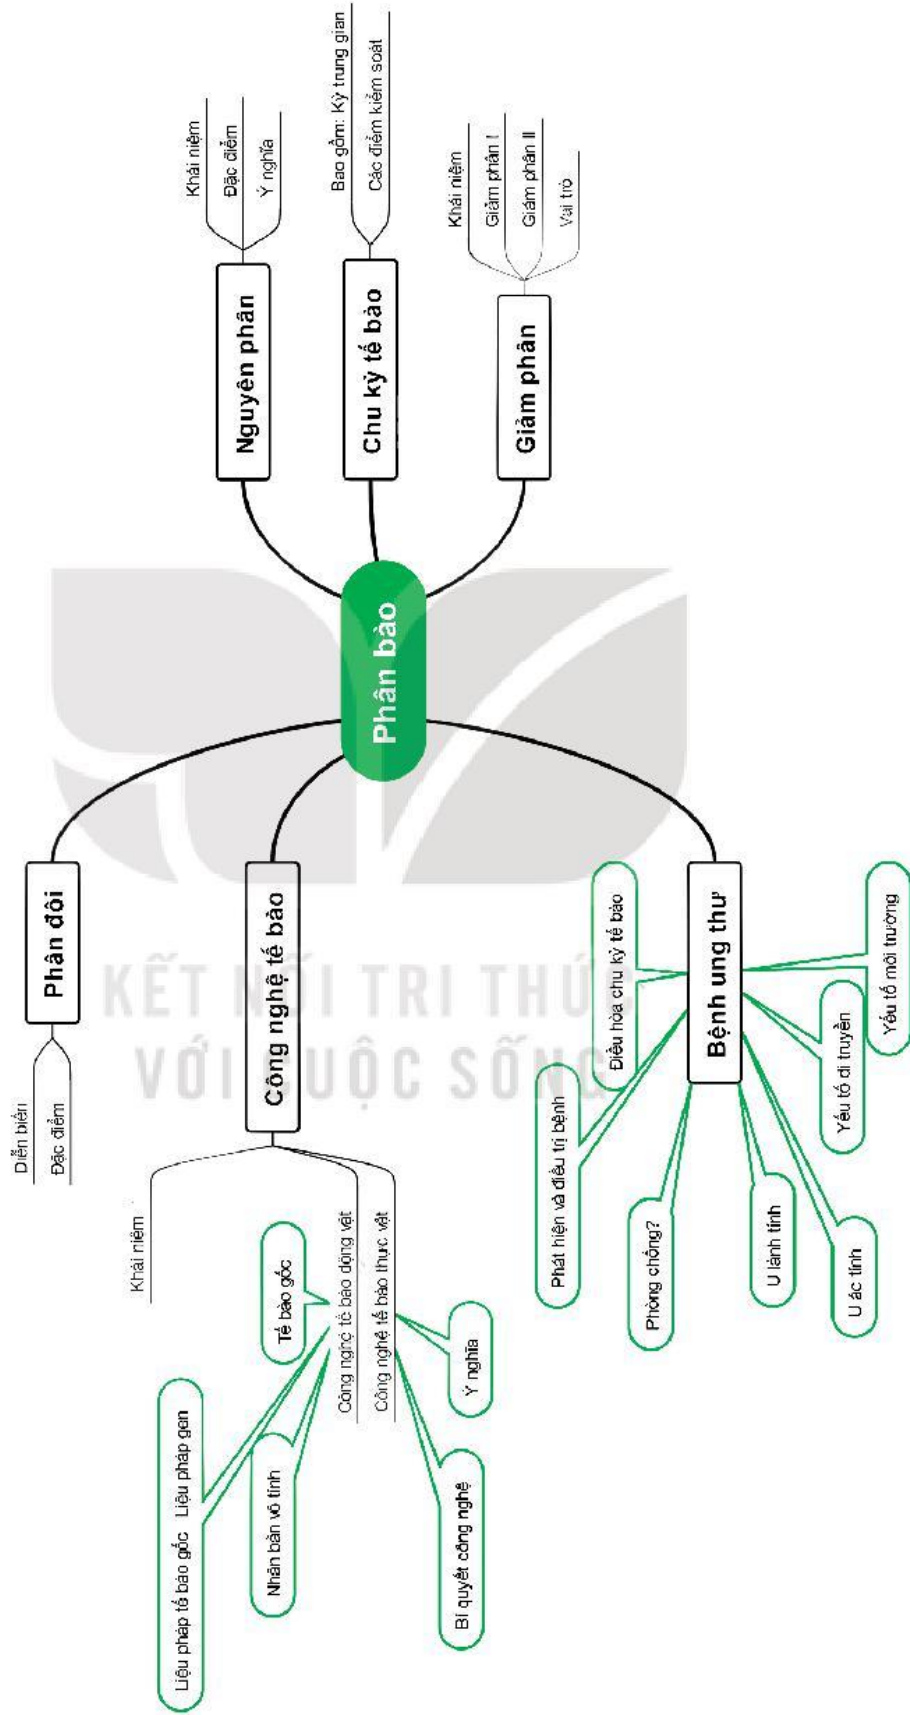 Phân bào
Phân đôi
Diễn biến
Đặc điểm
Công nghệ tế bào
Khái niệm
Công nghệ tế bào động vật
Tế bào gốc
Liệu pháp tế bào gốc Liệu pháp gen
Nhân bản vô tính
Công nghệ tế bào thực vật
Ý nghĩa
Bí quyết công nghệ
Bệnh ung thư
Điều hòa chu kỳ tế bào
Phát hiện và điều trị bệnh
Phòng chống?
U lành tính
U ác tính
Yếu tố di truyền
Yếu tố môi trường
Nguyên phân
Khái niệm
Đặc điểm
Ý nghĩa
Chu kỳ tế bào
Bao gồm: Kỳ trung gian
Các điểm kiểm soát
Giảm phân
Khái niệm
Giảm phân I
Giảm phân II
Vai trò
KẾT NỐI TRI THỨC
VỚI CUỘC SỐNG